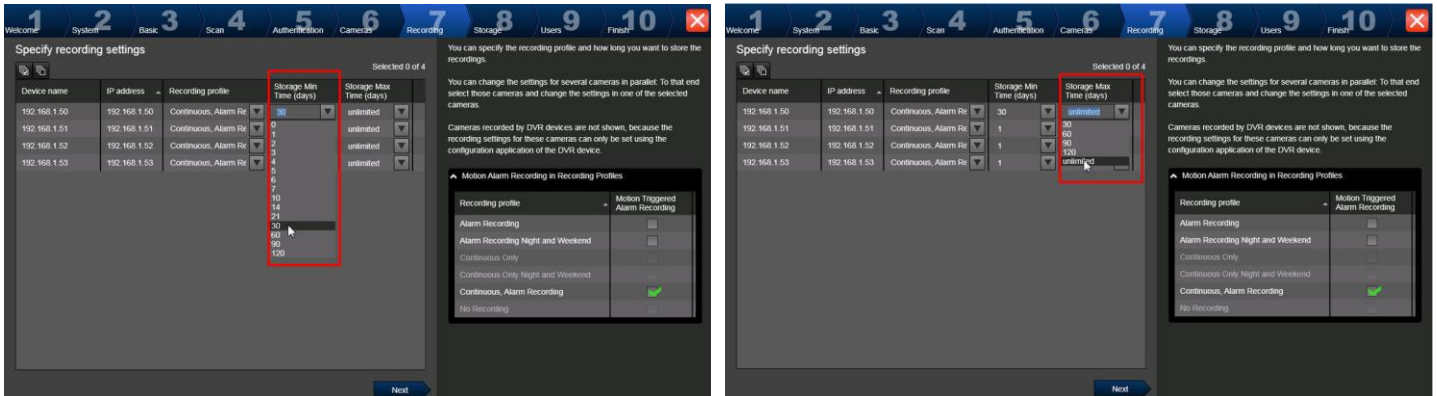 1 2 3 4 5 6 7 8 9 10
Welcome System Basic Scan Authentification Cameras Recording Storage Users Finish
Specify recording settings
Selected 0 of 4
Device name IP address Recording profile Storage Min Time (days) Storage Max Time (days)
192.168.1.50 192.168.1.50 Continuous, Alarm Re 30 unlimited
192.168.1.51 192.168.1.51 Continuous, Alarm Re unlimited
192.168.1.52 192.168.1.52 Continuous, Alarm Re unlimited
192.168.1.53 192.168.1.53 Continuous, Alarm Re unlimited
0
1
2
3
4
5
6
7
10
14
21
30
60
90
120
You can specify the recording profile and how long you want to store the
recordings.
You can change the settings for several cameras in parallel: To that end
select those cameras and change the settings in one of the selected
cameras.
Cameras recorded by DVR devices are not shown, because the
recording settings for these cameras can only be set using the
configuration application of the DVR device.
Motion Alarm Recording in Recording Profiles
Recording profile Motion Triggered Alarm Recording
Alarm Recording
Alarm Recording Night and Weekend
Continuous Only
Continuous Only Night and Weekend
Continuous, Alarm Recording
No Recording
Next
1 2 3 4 5 6 7 8 9 10
Welcome System Basic Scan Authentification Cameras Recording Storage Users Finish
Specify recording settings
Selected 0 of 4
Device name IP address Recording profile Storage Min Time (days) Storage Max Time (days)
192.168.1.50 192.168.1.50 Continuous, Alarm Re 30 unlimited
192.168.1.51 192.168.1.51 Continuous, Alarm Re 1
192.168.1.52 192.168.1.52 Continuous, Alarm Re 1
192.168.1.53 192.168.1.53 Continuous, Alarm Re 1
30
60
90
120
unlimited
You can specify the recording profile and how long you want to store the
recordings.
You can change the settings for several cameras in parallel: To that end
select those cameras and change the settings in one of the selected
cameras.
Cameras recorded by DVR devices are not shown, because the
recording settings for these cameras can only be set using the
configuration application of the DVR device.
Motion Alarm Recording in Recording Profiles
Recording profile Motion Triggered Alarm Recording
Alarm Recording
Alarm Recording Night and Weekend
Continuous Only
Continuous Only Night and Weekend
Continuous, Alarm Recording
No Recording
Next